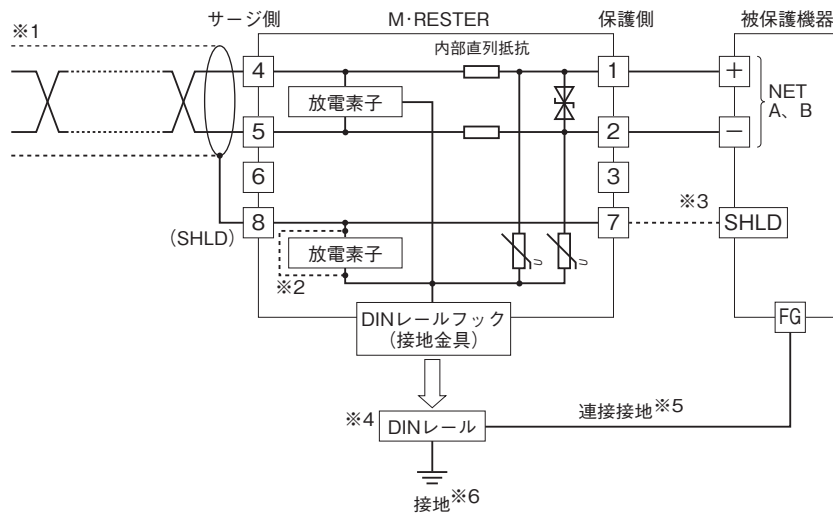 サージ側
M・RESTER
保護側
被保護機器
※1
内部直列抵抗
4
1
+
放電素子
NET
A、B
5
2
−
6
3
※3
(SHLD)
8
7
SHLD
放電素子
※2
U
U
DINレールフック
(接地金具)
FG
※4
DINレール
連接接地※5
接地※6